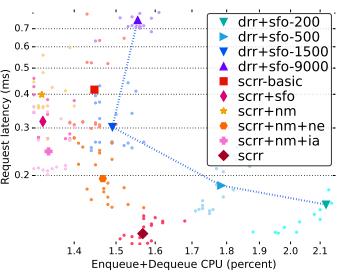 Request latency (ms)
0.7
0.6
0.5
0.4
0.3
0.2
drr+sfo-200
drr+sfo-500
drr+sfo-1500
drr+sfo-9000
scrr-basic
scrr+sfo
scrr+nm
scrr+nm+ne
scrr+nm+ia
scrr
1.4
1.5
1.6
1.7
1.8
1.9
2.0
2.1
Enqueue+Dequeue CPU (percent)